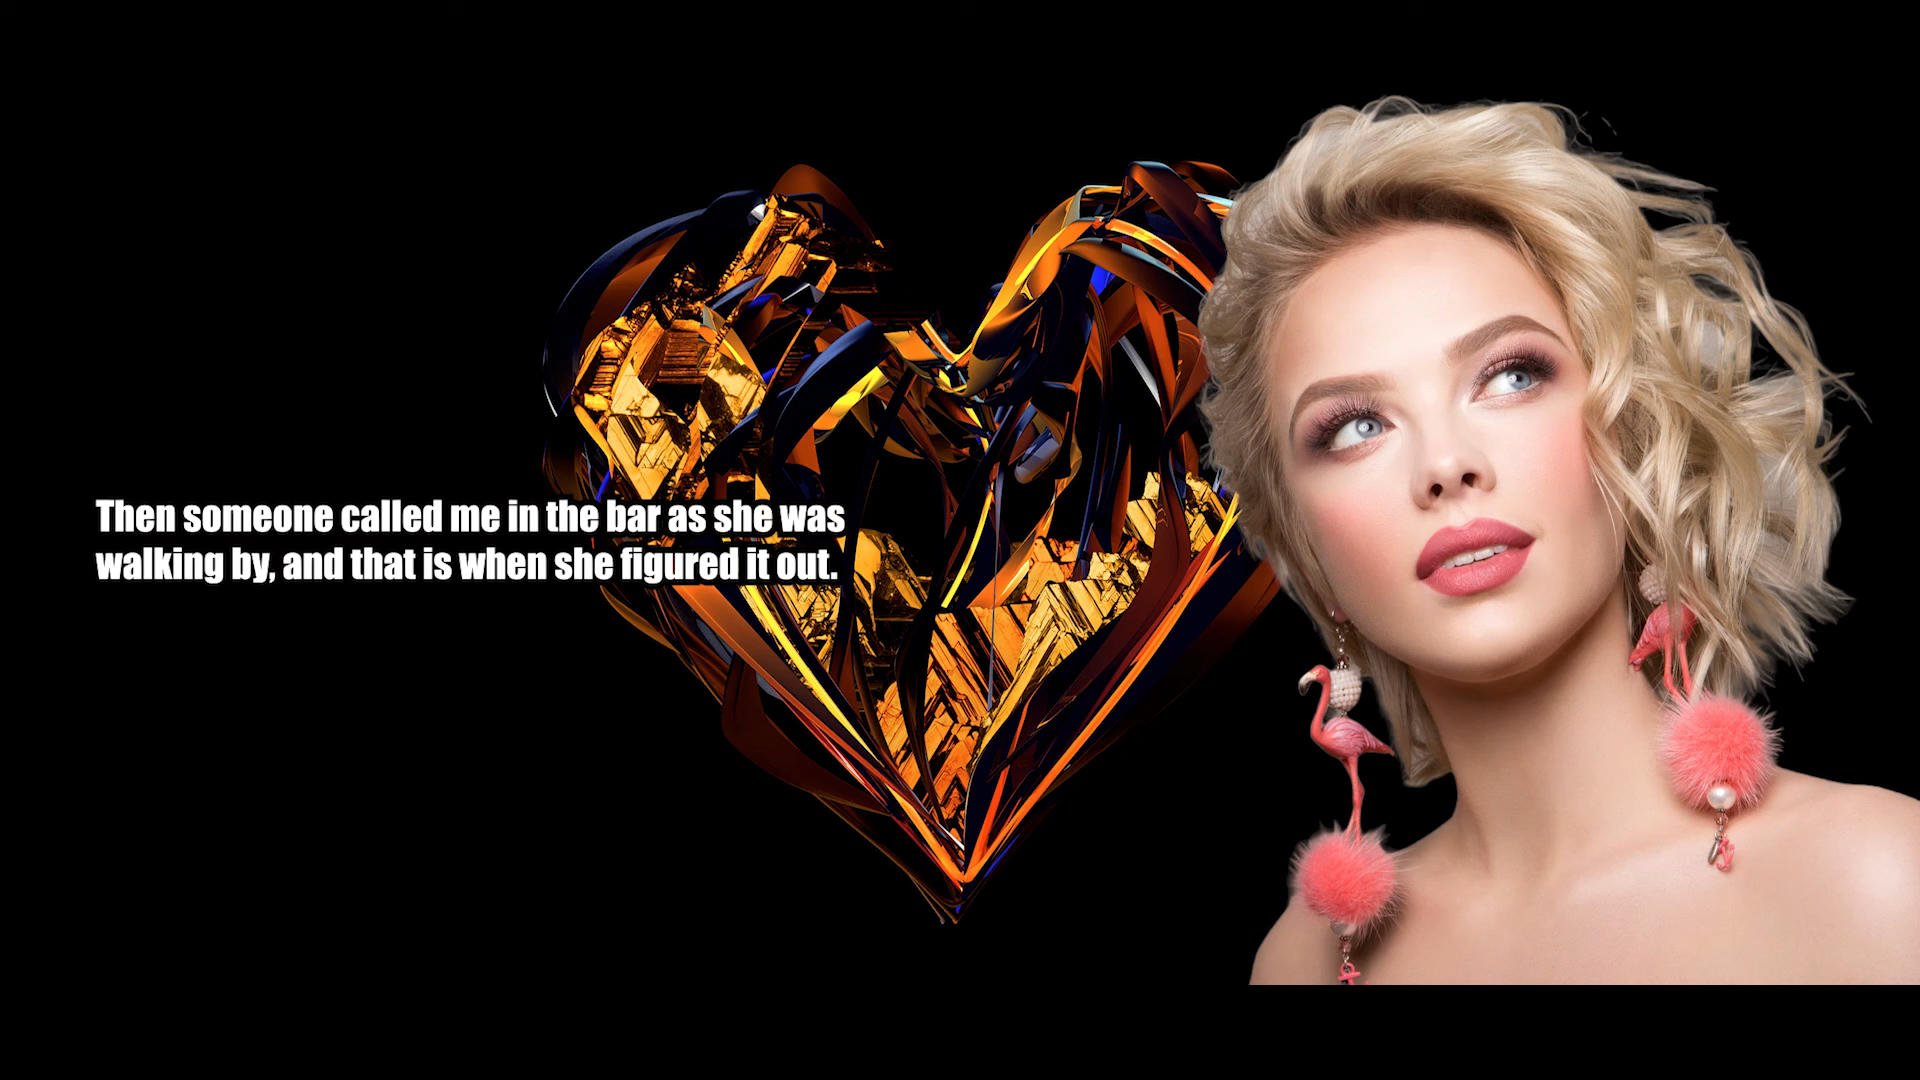 Then someone called me in the bar as she was
walking by, and that is when she figured it out.